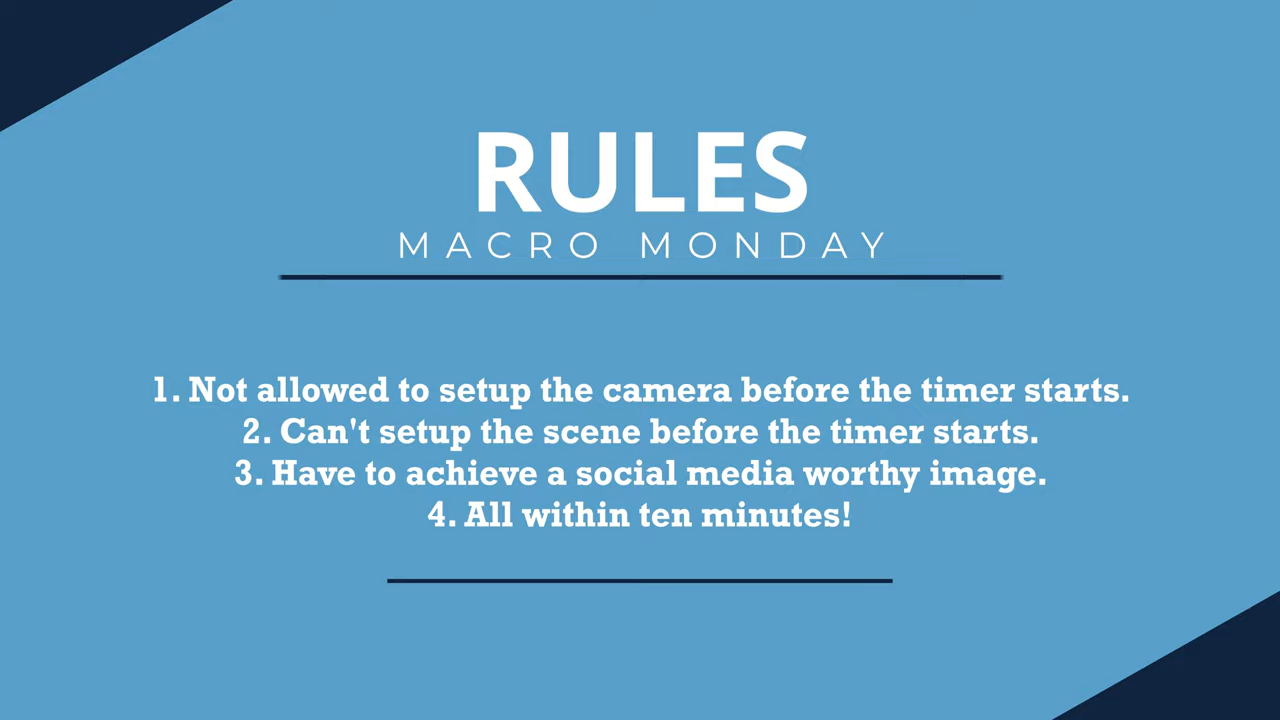 RULES
MACRO MONDAY
1. Not allowed to setup the camera before the timer starts.
2. Can't setup the scene before the timer starts.
3. Have to achieve a social media worthy image.
4. All within ten minutes!